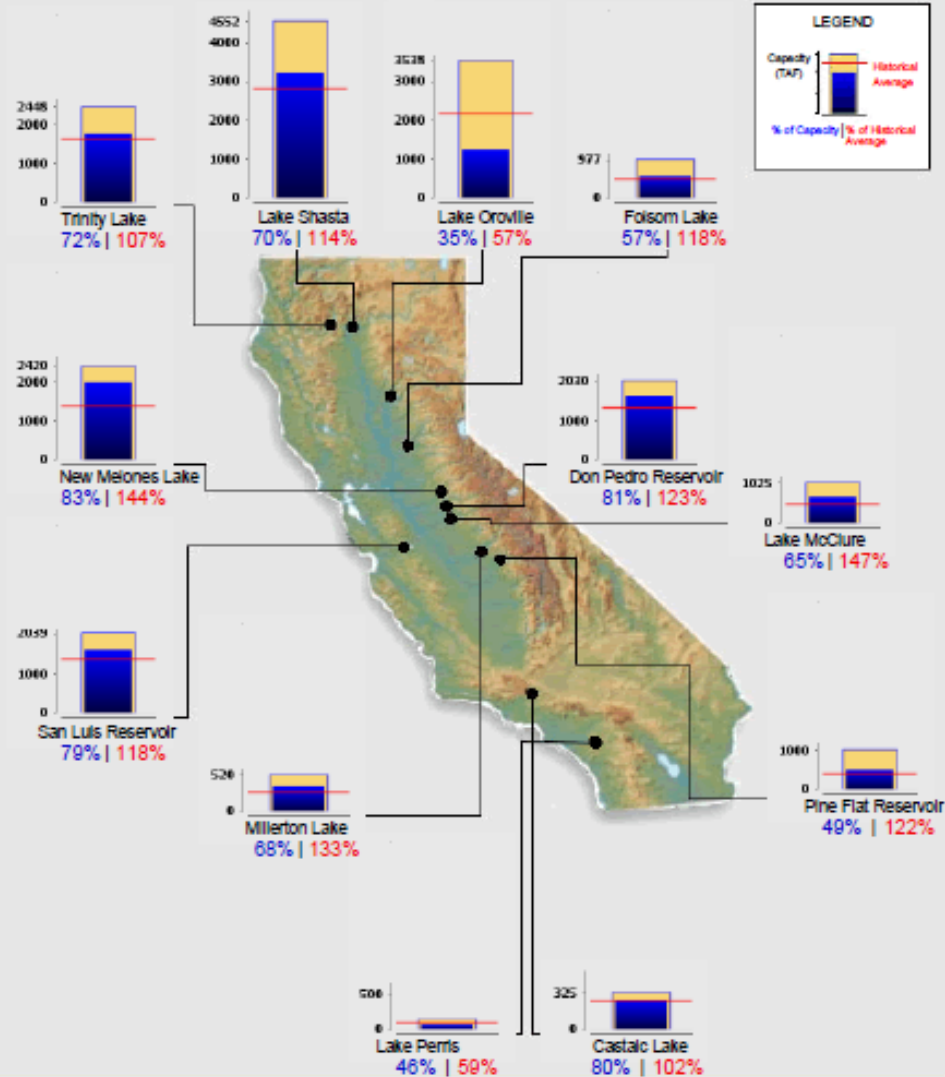 4552
4000
3000
2000
1000
0
Lake Shasta
70% | 114%
3538
3000
2000
1000
0
Lake Oroville
35% | 57%
LEGEND
Capacity
(TAF)
Historical
Average
% of Capacity | % of Historical
Average
2448
2000
1000
0
Trinity Lake
72% | 107%
977
0
Folsom Lake
57% | 118%
2420
2000
1000
0
New Melones Lake
83% | 144%
2030
1000
0
Don Pedro Reservoir
81% | 123%
1025
0
Lake McClure
65% | 147%
2039
1000
0
San Luis Reservoir
79% | 118%
520
0
Millerton Lake
68% | 133%
1000
0
Pine Flat Reservoir
49% | 122%
500
0
Lake Perris
46% | 59%
325
0
Castaic Lake
80% | 102%